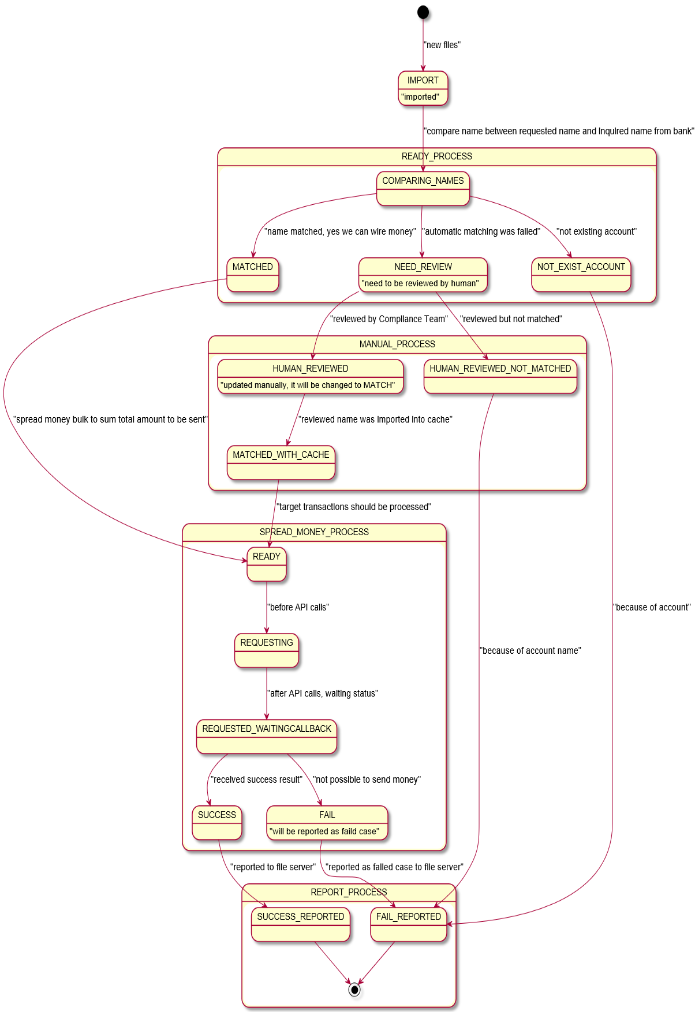 "new files"
IMPORT
"imported"
"compare name between requested name and Inquired name from bank"
READY_PROCESS
COMPARING_NAMES
"name matched, yes we can wire money"
"automatic matching was failed"
"not existing account"
MATCHED
NEED_REVIEW
"need to be reviewed by human"
NOT_EXIST_ACCOUNT
"reviewed by Compliance Team"
"reviewed but not matched"
MANUAL_PROCESS
HUMAN_REVIEWED
"updated manually, it will be changed to MATCH"
HUMAN_REVIEWED_NOT_MATCHED
"spread money bulk to sum total amount to be sent"
"reviewed name was imported into cache"
MATCHED_WITH_CACHE
"target transactions should be processed"
SPREAD_MONEY_PROCESS
READY
"before API calls"
"because of account"
REQUESTING
"because of account name"
"after API calls, waiting status"
REQUESTED_WAITINGCALLBACK
"received success result"
"not possible to send money"
SUCCESS
FAIL
"will be reported as faild case"
"reported to file server"
"reported as failed case to file server"
REPORT_PROCESS
SUCCESS_REPORTED
FAIL_REPORTED